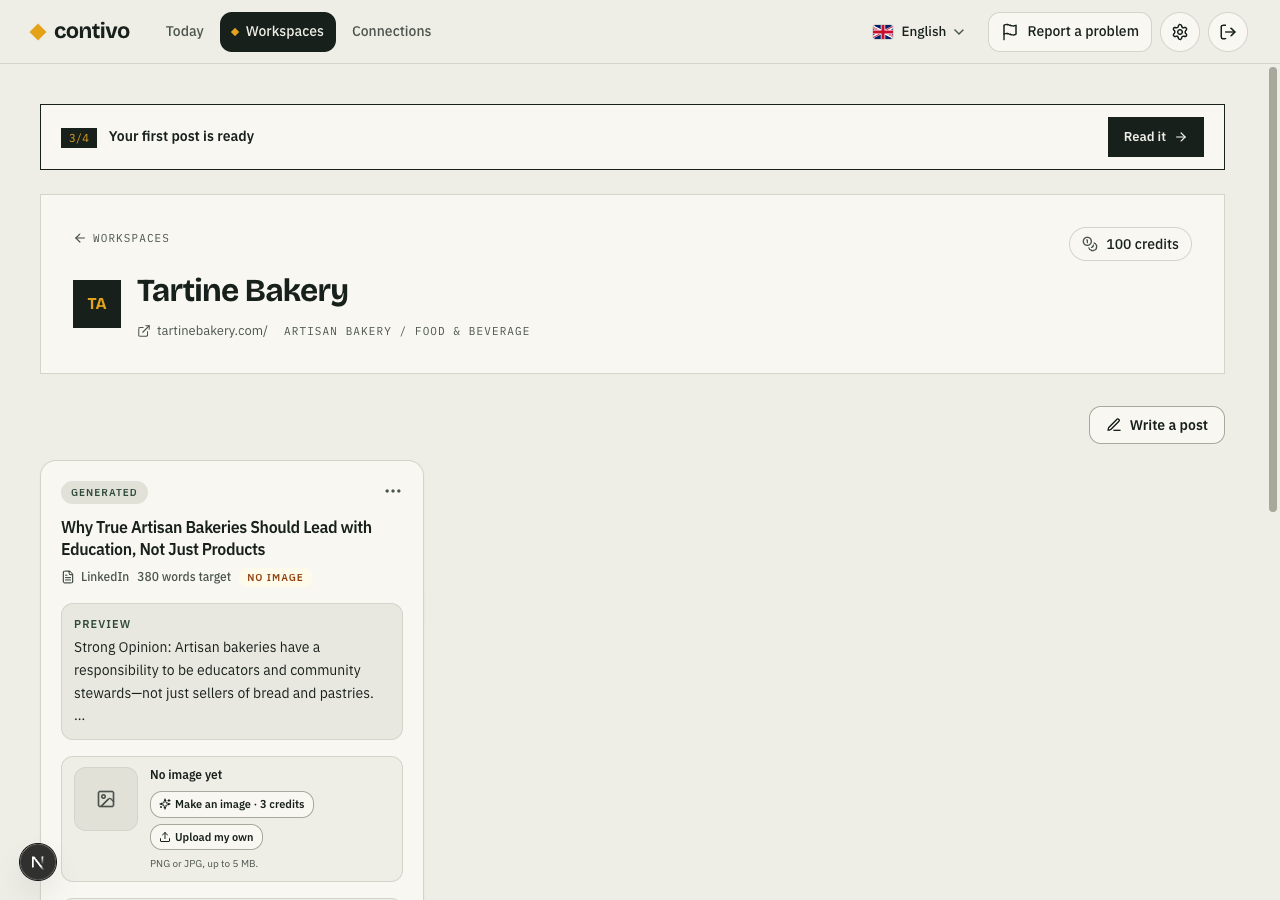 contivo
Today
Workspaces
Connections
English
Report a problem
3/4
Your first post is ready
Read it
WORKSPACES
100 credits
TA
Tartine Bakery
tartinebakery.com/
ARTISAN BAKERY / FOOD & BEVERAGE
Write a post
GENERATED
Why True Artisan Bakeries Should Lead with
Education, Not Just Products
LinkedIn 380 words target NO IMAGE
PREVIEW
Strong Opinion: Artisan bakeries have a
responsibility to be educators and community
stewards—not just sellers of bread and pastries.
...
No image yet
Make an image · 3 credits
Upload my own
PNG or JPG, up to 5 MB.
N